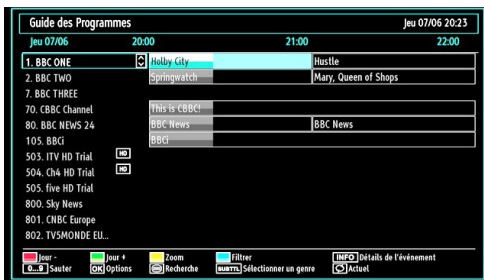 Guide des Programmes Jeu 07/06 20:23
Jeu 07/06 20:00 21:00 22:00
1. BBC ONE Holby City Hustle
2. BBC TWO Springwatch Mary, Queen of Shops
7. BBC THREE
70. CBBC Channel This is CBBC!
80. BBC NEWS 24 BBC News BBC News
105. BBCi BBCi
503. ITV HD Trial HD
504. Ch4 HD Trial HD
505. five HD Trial
800. Sky News
801. CNBC Europe
802. TV5MONDE EU...
Jour - Jour + Zoom Filtrer INFO Détails de l'événement
0...9 Sauter OK Options Recherche SUBTTL Sélectionner un genre Actuel